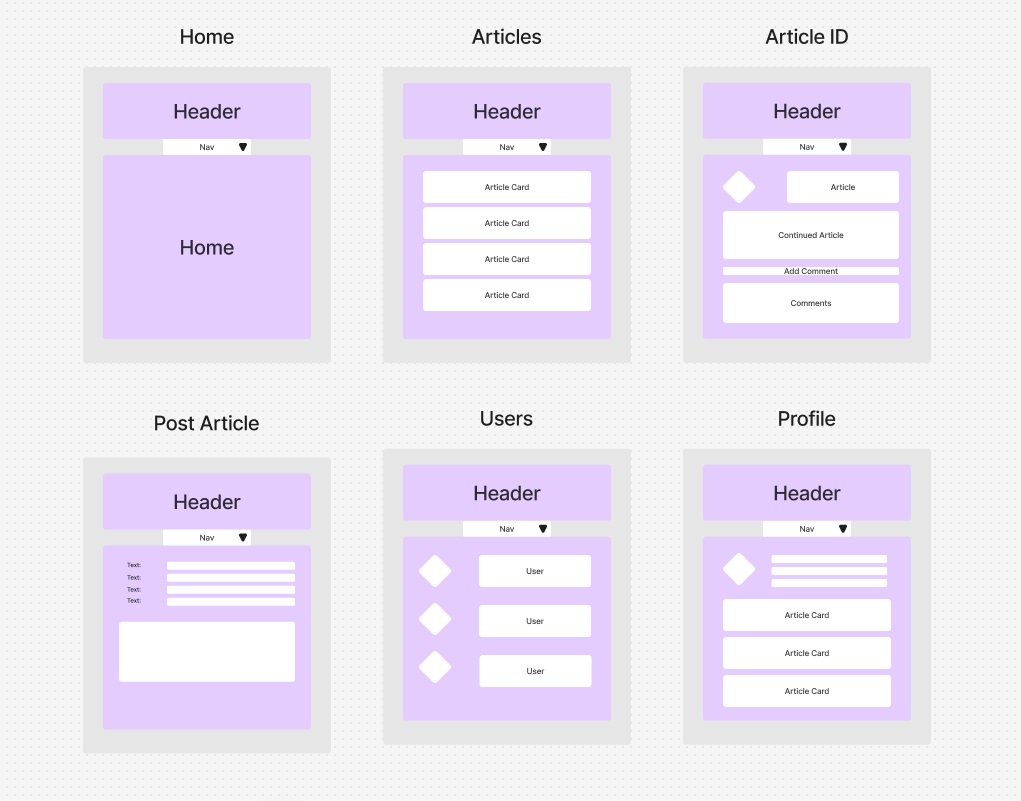 Home
Header
Nav
Home
Articles
Header
Nav
Article Card
Article Card
Article Card
Article Card
Article ID
Header
Nav
Article
Continued Article
Add Comment
Comments
Post Article
Header
Nav
Text:
Text:
Text:
Text:
Users
Header
Nav
User
User
User
Profile
Header
Nav
Article Card
Article Card
Article Card